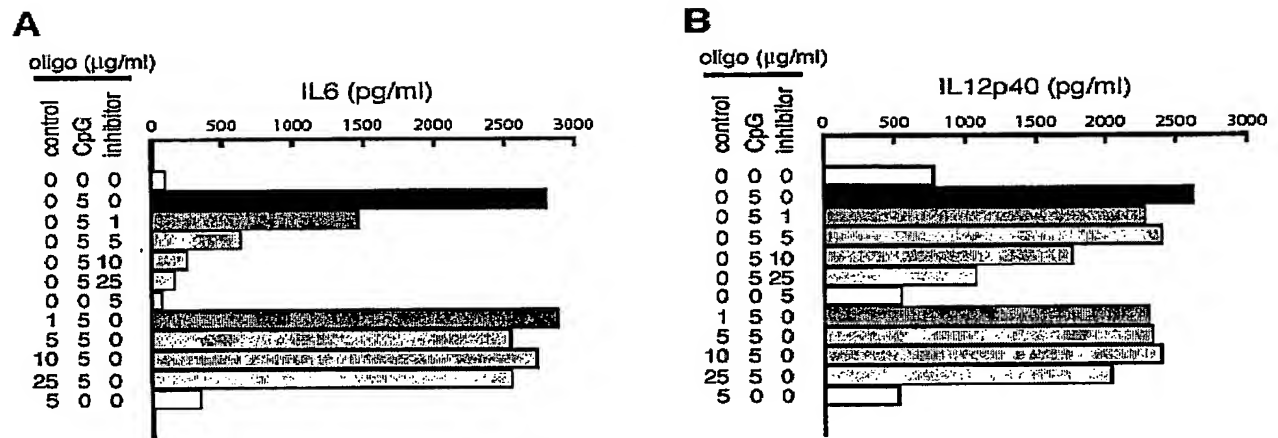 A
oligo (μg/ml)
control CpG inhibitor
IL6 (pg/ml)
0 500 1000 1500 2000 2500 3000
0 0 0
0 5 0
0 5 1
0 5 5
0 5 10
0 5 25
0 0 5
1 5 0
5 5 0
10 5 0
25 5 0
5 0 0
B
oligo (μg/ml)
control CpG inhibitor
IL12p40 (pg/ml)
0 500 1000 1500 2000 2500 3000
0 0 0
0 5 0
0 5 1
0 5 5
0 5 10
0 5 25
0 0 5
1 5 0
5 5 0
10 5 0
25 5 0
5 0 0